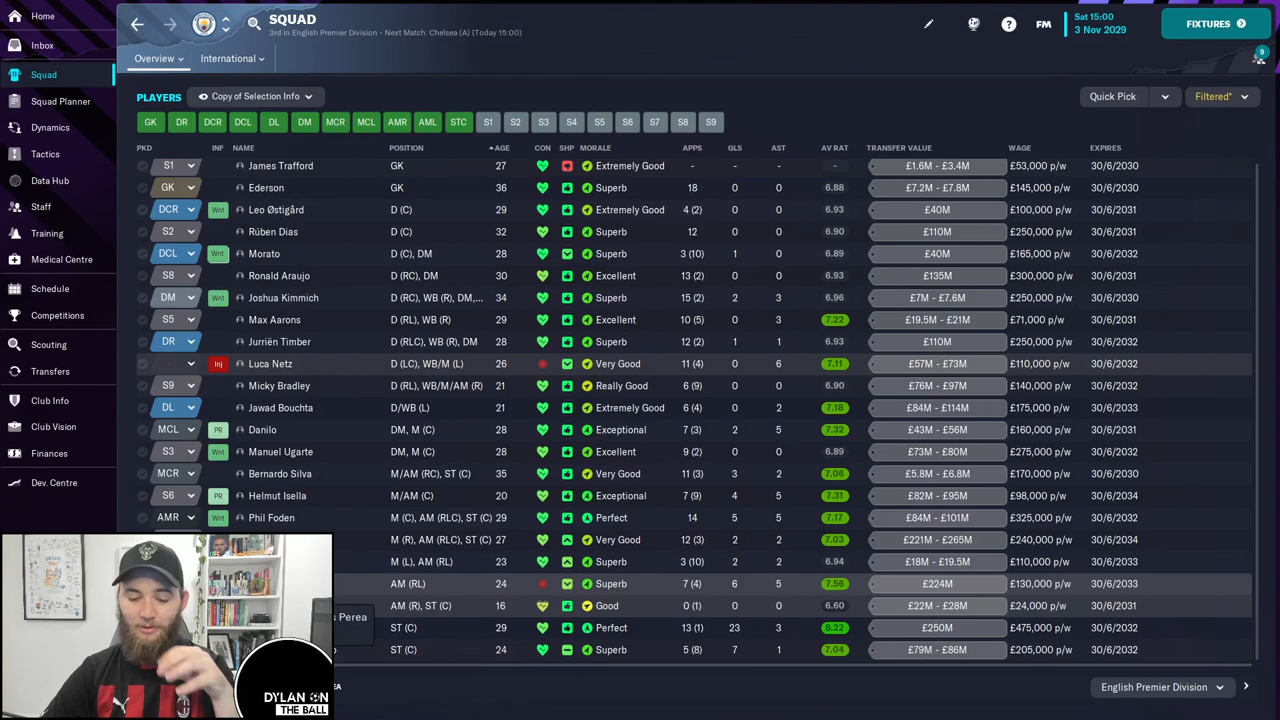 Home
SQUAD
3rd in English Premier Division - Next Match: Chelsea (A) (Today 15:00)
FM
Sat 15:00
3 Nov 2029
FIXTURES
Inbox
Squad
Squad Planner
Dynamics
Tactics
Data Hub
Staff
Training
Medical Centre
Schedule
Competitions
Scouting
Transfers
Club Info
Club Vision
Finances
Dev. Centre
Overview International
9
PLAYERS Copy of Selection Info Quick Pick Filtered*
GK DR DCR DCL DL DM MCR MCL AMR AML STC S1 S2 S3 S4 S5 S6 S7 S8 S9
PKD INF NAME POSITION AGE CON SHP MORALE APPS GLS AST AV RAT TRANSFER VALUE WAGE EXPIRES
S1 James Trafford GK 27 Extremely Good - - - - £1.6M - £3.4M £53,000 p/w 30/6/2030
GK Ederson GK 36 Superb 18 0 0 6.88 £7.2M - £7.8M £145,000 p/w 30/6/2030
DCR Wnt Leo Østigård D (C) 29 Extremely Good 4 (2) 0 0 6.93 £40M £100,000 p/w 30/6/2031
S2 Rúben Dias D (C) 32 Superb 12 0 0 6.90 £110M £250,000 p/w 30/6/2031
DCL Wnt Morato D (C), DM 28 Superb 3 (10) 1 0 6.89 £40M £165,000 p/w 30/6/2032
S8 Ronald Araujo D (RC), DM 30 Excellent 13 (2) 0 0 6.93 £135M £300,000 p/w 30/6/2031
DM Wnt Joshua Kimmich D (RC), WB (R), DM,... 34 Superb 15 (2) 2 3 6.96 £7M - £7.6M £250,000 p/w 30/6/2030
S5 Max Aarons D (RL), WB (R) 29 Excellent 10 (5) 0 3 7.22 £19.5M - £21M £71,000 p/w 30/6/2031
DR Jurriën Timber D (RLC), WB (R), DM 28 Superb 12 (2) 1 1 6.89 £110M £250,000 p/w 30/6/2032
Inj Luca Netz D (LC), WB/M (L) 26 Very Good 11 (4) 0 6 7.11 £57M - £73M £110,000 p/w 30/6/2032
S9 Micky Bradley D (RL), WB/M/AM (R) 21 Really Good 6 (9) 0 3 6.90 £76M - £97M £140,000 p/w 30/6/2032
DL Jawad Bouchta D/WB (L) 21 Extremely Good 6 (4) 0 2 7.18 £84M - £114M £175,000 p/w 30/6/2033
MCL PR Danilo DM, M (C) 28 Exceptional 7 (3) 2 5 7.32 £43M - £56M £160,000 p/w 30/6/2031
S3 Wnt Manuel Ugarte DM, M (C) 28 Excellent 9 (2) 0 0 6.89 £73M - £80M £275,000 p/w 30/6/2032
MCR Bernardo Silva M/AM (RC), ST (C) 35 Very Good 11 (3) 3 2 7.06 £5.8M - £6.8M £170,000 p/w 30/6/2030
S6 PR Helmut Isella M/AM (C) 20 Exceptional 7 (9) 4 5 7.31 £82M - £95M £98,000 p/w 30/6/2034
AMR Wnt Phil Foden M (C), AM (RLC), ST (C) 29 Perfect 14 5 5 7.17 £84M - £101M £325,000 p/w 30/6/2031
M (R), AM (RLC), ST (C) 27 Very Good 12 (3) 2 2 7.03 £221M - £265M £240,000 p/w 30/6/2034
M (L), AM (RL) 23 Superb 3 (10) 2 2 6.94 £18M - £19.5M £110,000 p/w 30/6/2032
AM (RL) 24 Superb 7 (4) 6 5 7.56 £224M £130,000 p/w 30/6/2033
AM (R), ST (C) 16 Good 0 (1) 0 0 6.60 £22M - £28M £24,000 p/w 30/6/2031
s Perea
ST (C) 29 Perfect 13 (1) 23 3 8.22 £250M £475,000 p/w 30/6/2032
ST (C) 24 Superb 5 (8) 7 1 7.04 £79M - £86M £205,000 p/w 30/6/2032
English Premier Division
DYLAN ON
THE BALL